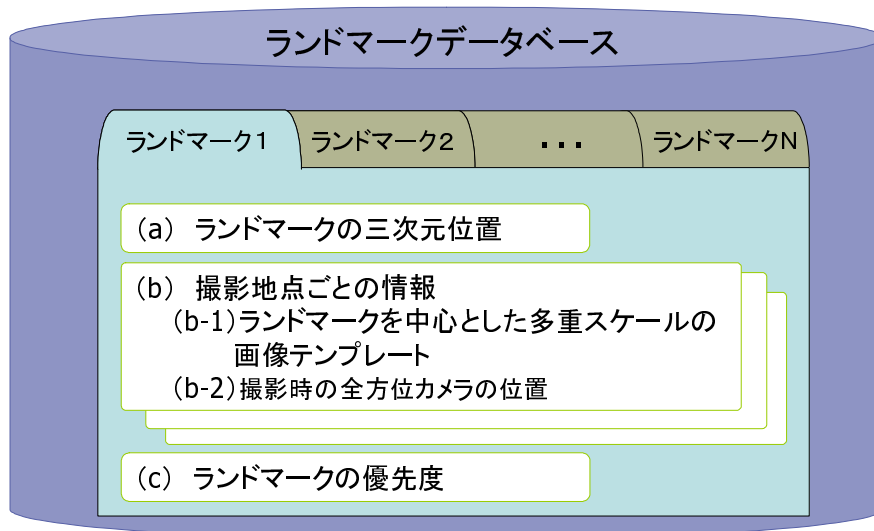 ランドマークデータベース
ランドマーク1 ランドマーク2 ・・・ ランドマークN
(a) ランドマークの三次元位置
(b) 撮影地点ごとの情報
(b-1)ランドマークを中心とした多重スケールの
画像テンプレート
(b-2)撮影時の全方位カメラの位置
(c) ランドマークの優先度